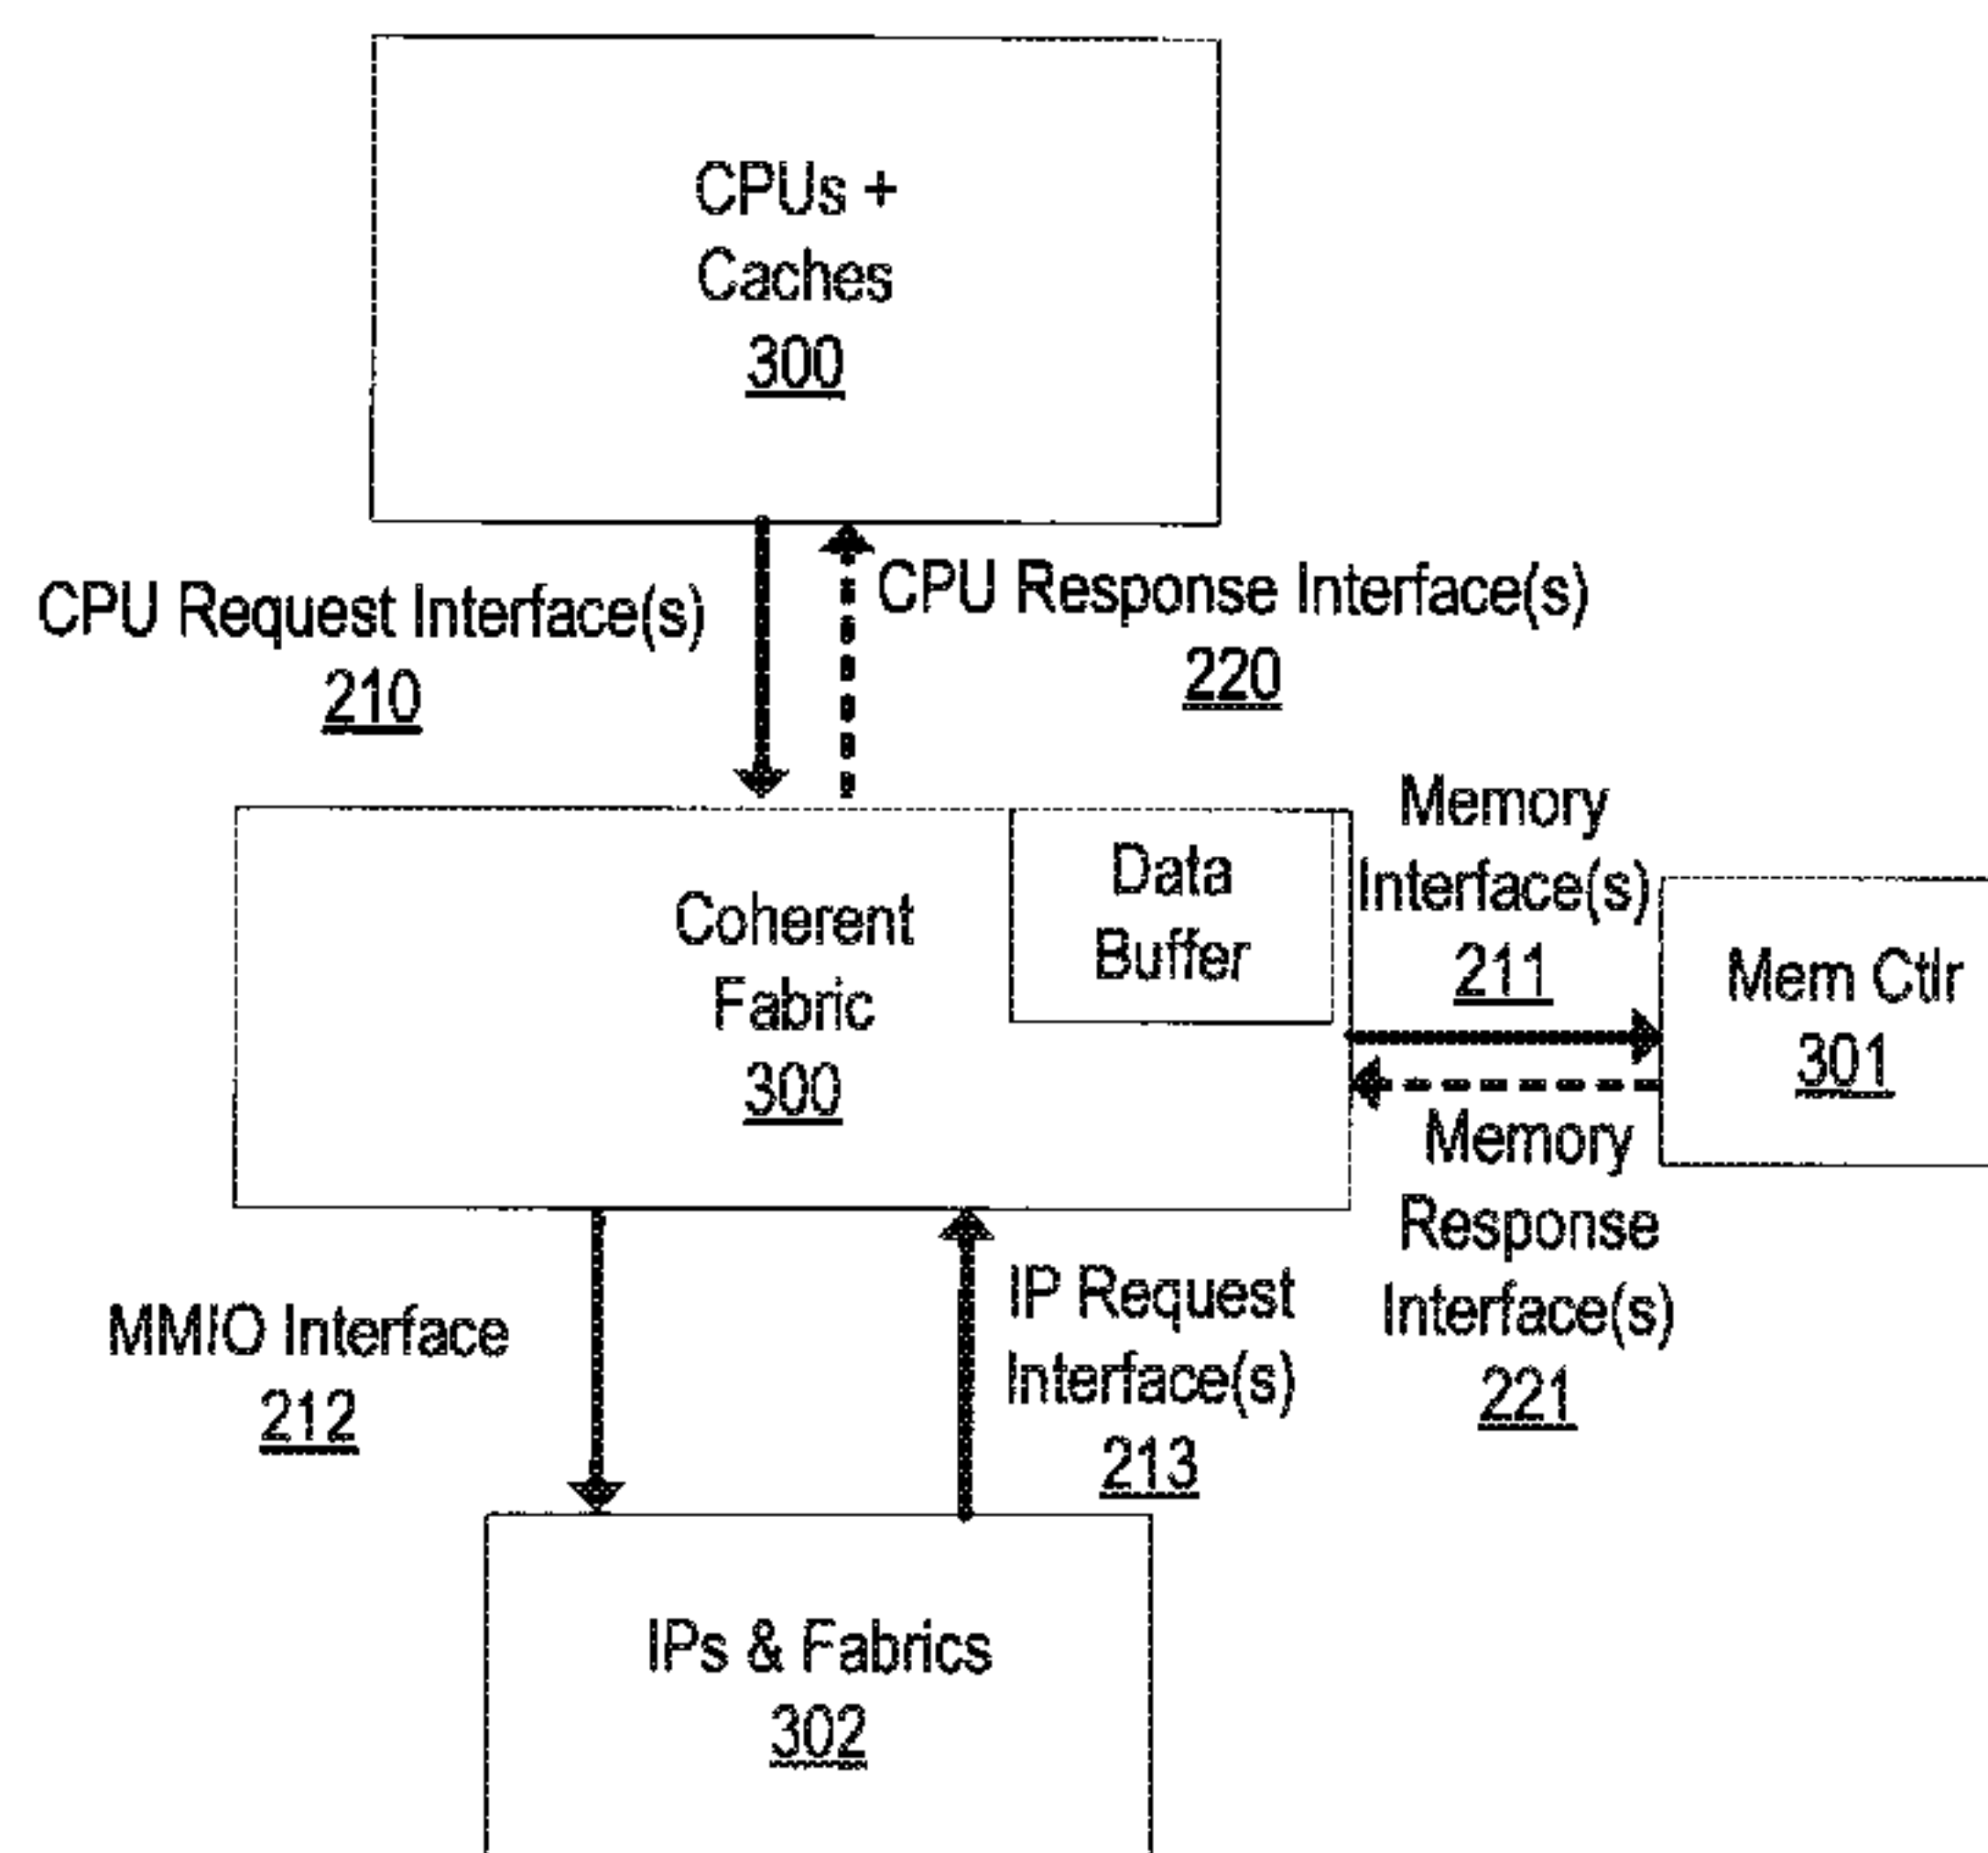 CPUs +
Caches
300
CPU Request Interface(s)
210
CPU Response Interface(s)
220
Coherent
Fabric
300
Data
Buffer
Memory
Interface(s)
211
Mem Ctlr
301
Memory
Response
Interface(s)
221
MMIO Interface
212
IP Request
Interface(s)
213
IPs & Fabrics
302